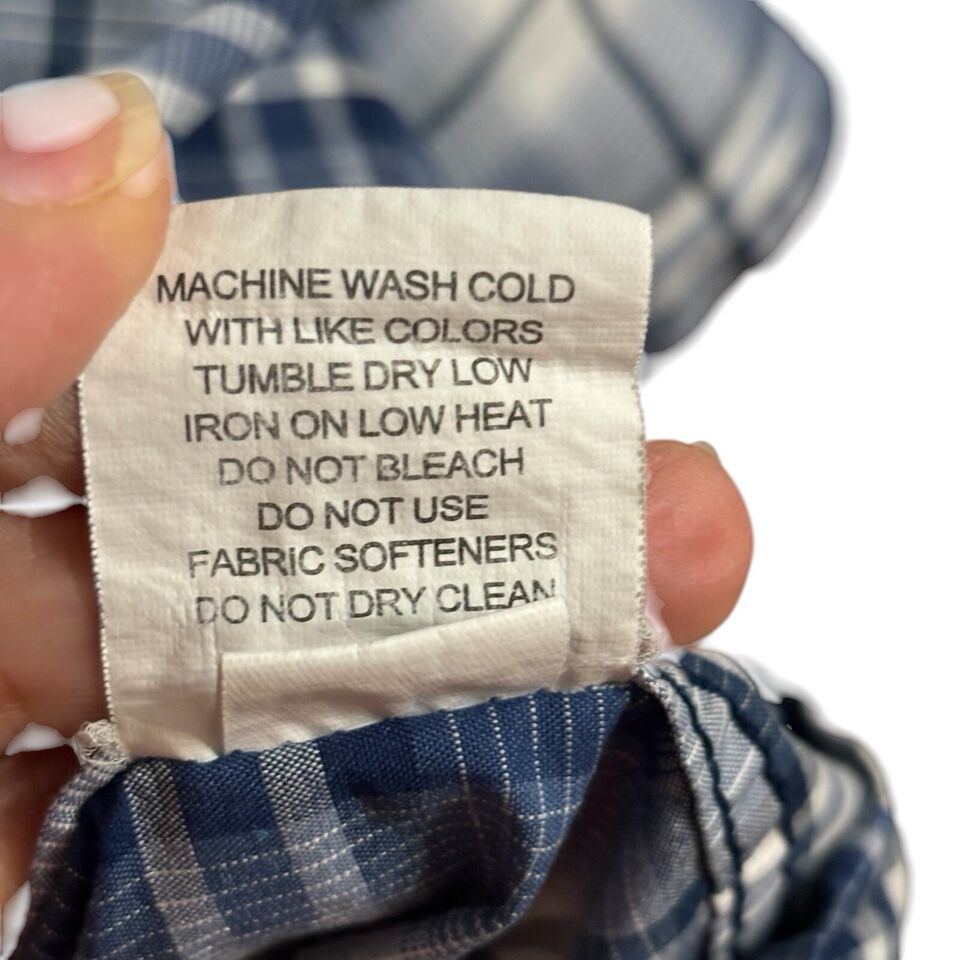 MACHINE WASH COLD
WITH LIKE COLORS
TUMBLE DRY LOW
IRON ON LOW HEAT
DO NOT BLEACH
DO NOT USE
FABRIC SOFTENERS
DO NOT DRY CLEAN